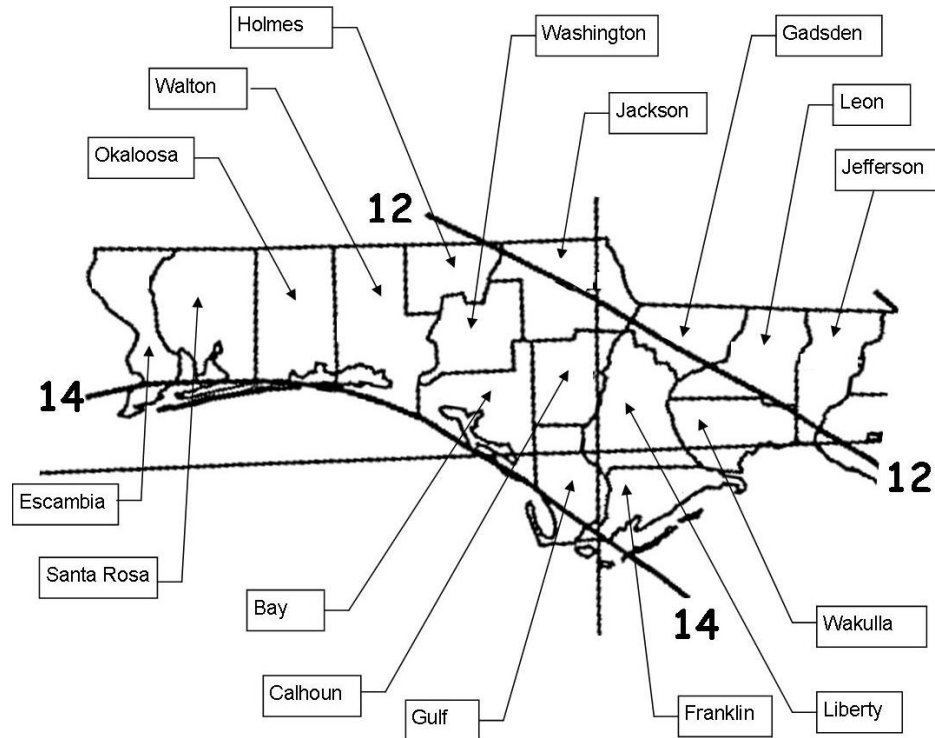 Holmes
Washington
Gadsden
Walton
Jackson
Leon
Okaloosa
Jefferson
12
14
12
Escambia
Santa Rosa
Bay
14
Wakulla
Calhoun
Gulf
Franklin
Liberty